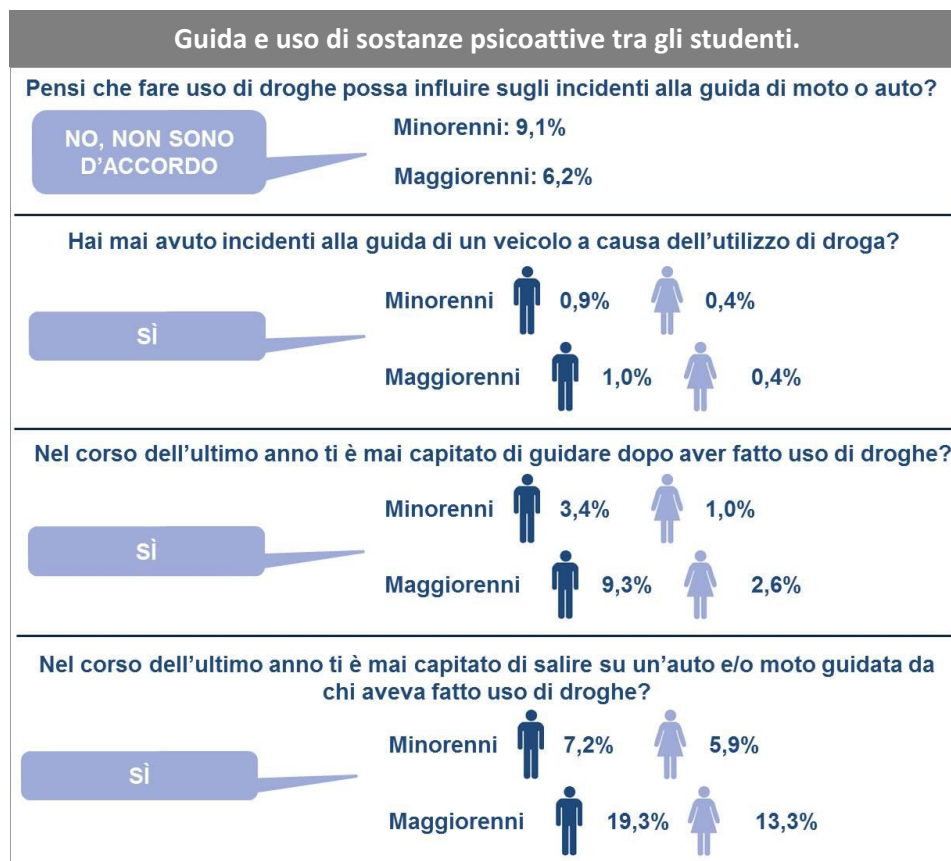 Guida e uso di sostanze psicoattive tra gli studenti.
Pensi che fare uso di droghe possa influire sugli incidenti alla guida di moto o auto?
NO, NON SONO
D'ACCORDO
Minorenni: 9,1%
Maggiorenni: 6,2%
Hai mai avuto incidenti alla guida di un veicolo a causa dell'utilizzo di droga?
SÌ
Minorenni 0,9% 0,4%
Maggiorenni 1,0% 0,4%
Nel corso dell'ultimo anno ti è mai capitato di guidare dopo aver fatto uso di droghe?
SÌ
Minorenni 3,4% 1,0%
Maggiorenni 9,3% 2,6%
Nel corso dell'ultimo anno ti è mai capitato di salire su un'auto e/o moto guidata da
chi aveva fatto uso di droghe?
SÌ
Minorenni 7,2% 5,9%
Maggiorenni 19,3% 13,3%